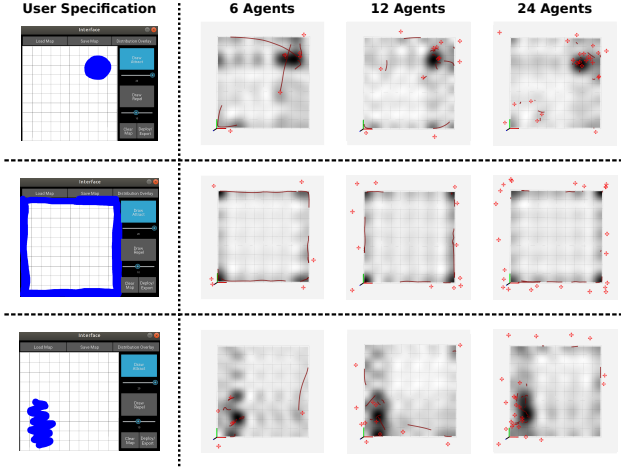 User Specification
6 Agents
12 Agents
24 Agents
Interface
Load Map
Save Map
Distribution Overlay
Draw
Attract
Draw
Repel
Clear
Map
Deploy/
Export
Interface
Load Map
Save Map
Distribution Overlay
Draw
Attract
Draw
Repel
Clear
Map
Deploy/
Export
Interface
Load Map
Save Map
Distribution Overlay
Draw
Attract
Draw
Repel
Clear
Map
Deploy/
Export